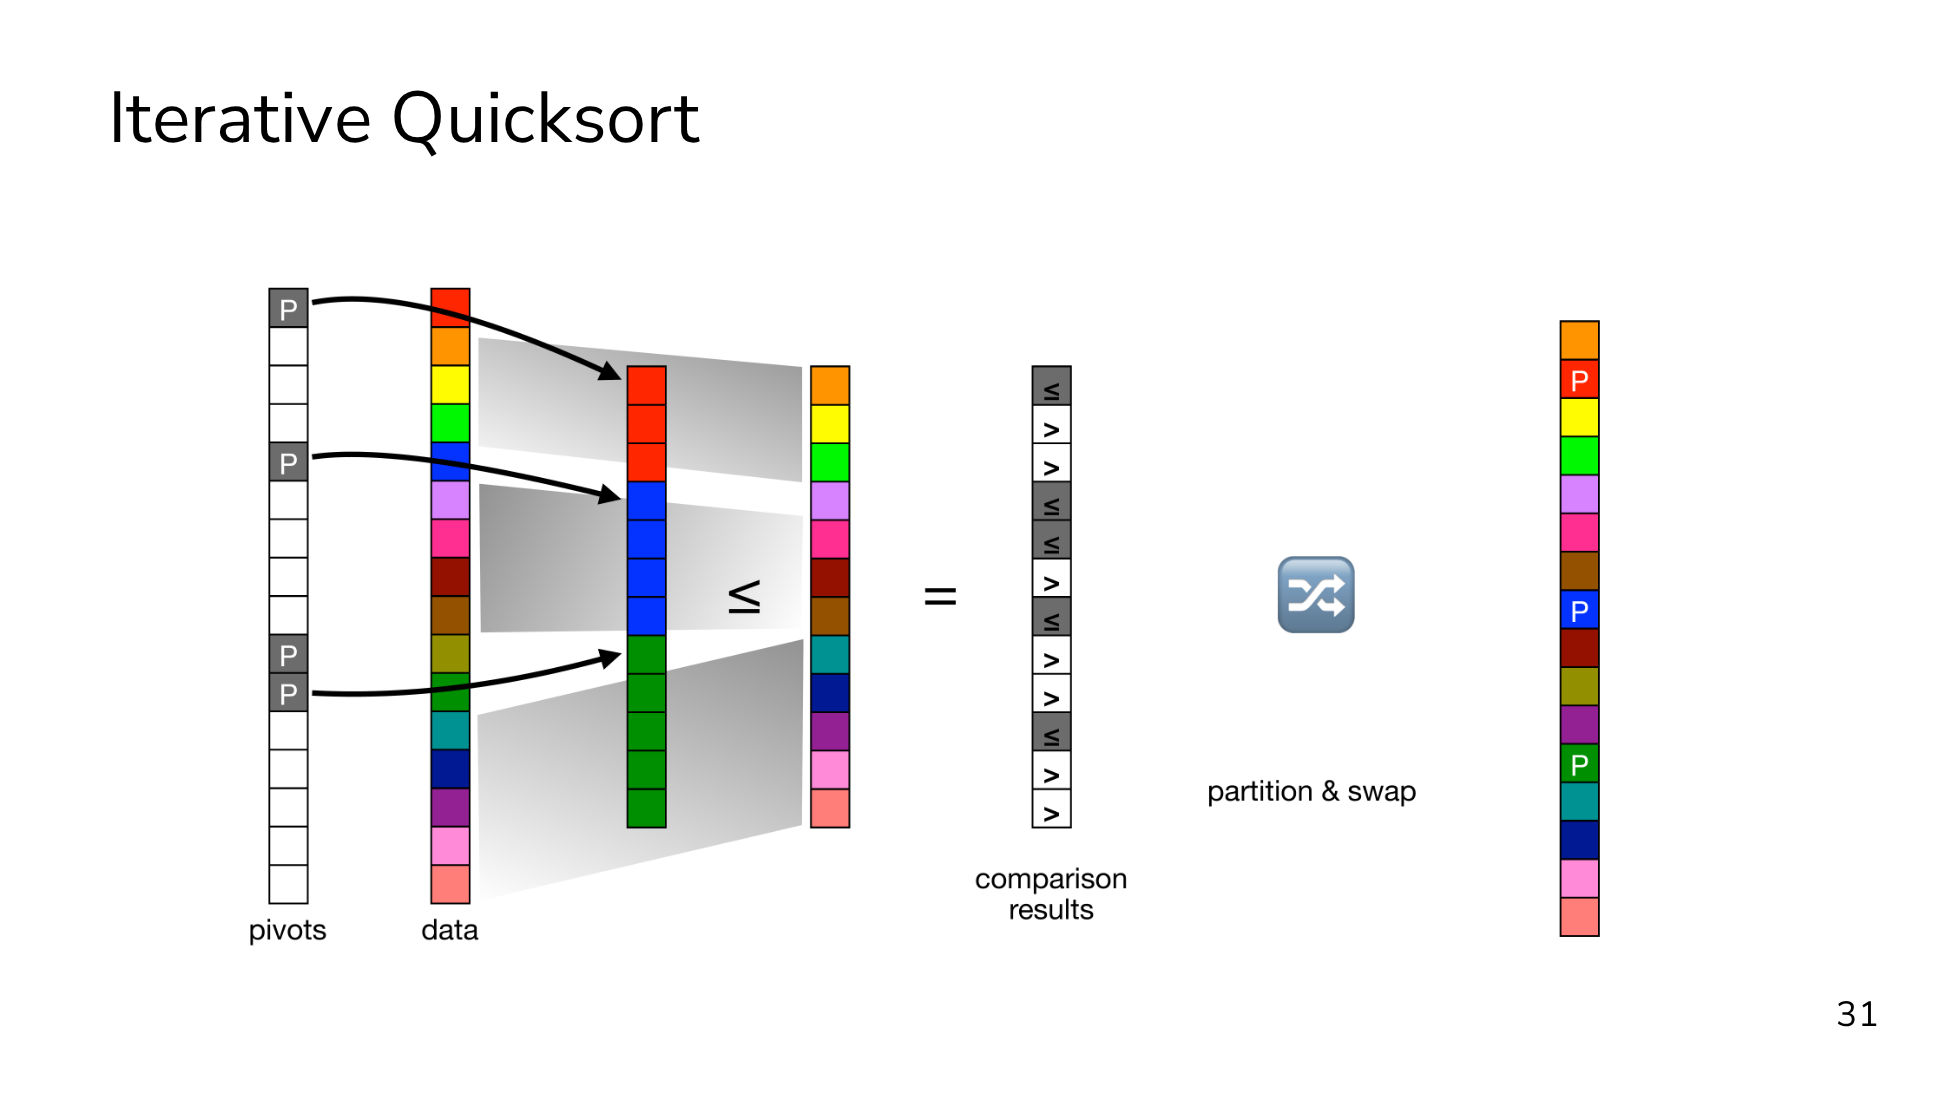 Iterative Quicksort
P
P
P
P
pivots
data
≤
=
≤
>
>
≤
≤
>
≤
>
>
≤
>
>
comparison
results
partition & swap
P
P
P
31